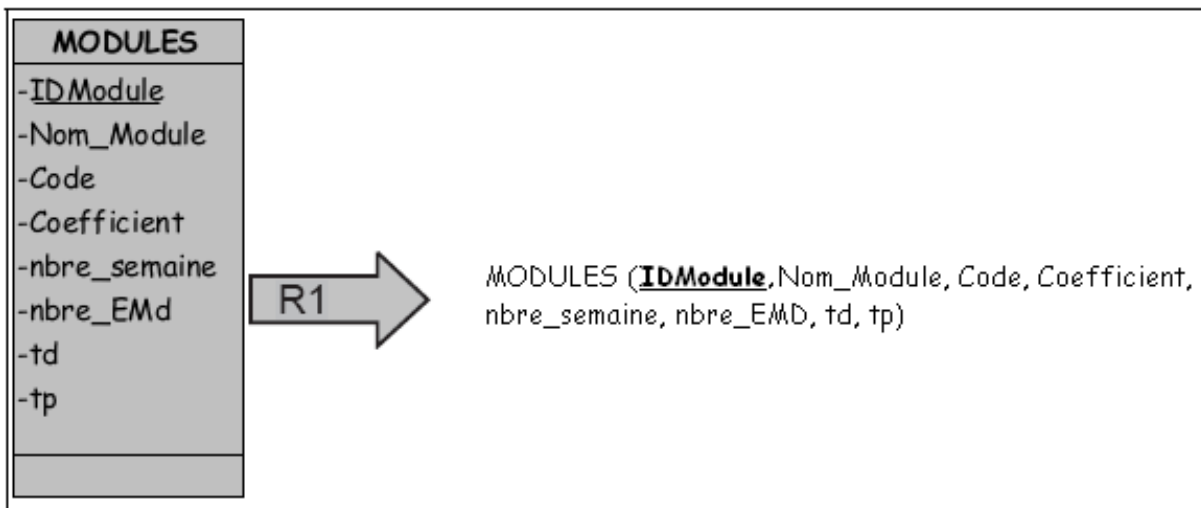 MODULES
-IDModule
-Nom_Module
-Code
-Coefficient
-nbre_semaine
-nbre_EMd
-td
-tp
R1
MODULES (IDModule,Nom_Module, Code, Coefficient,
nbre_semaine, nbre_EMD, td, tp)